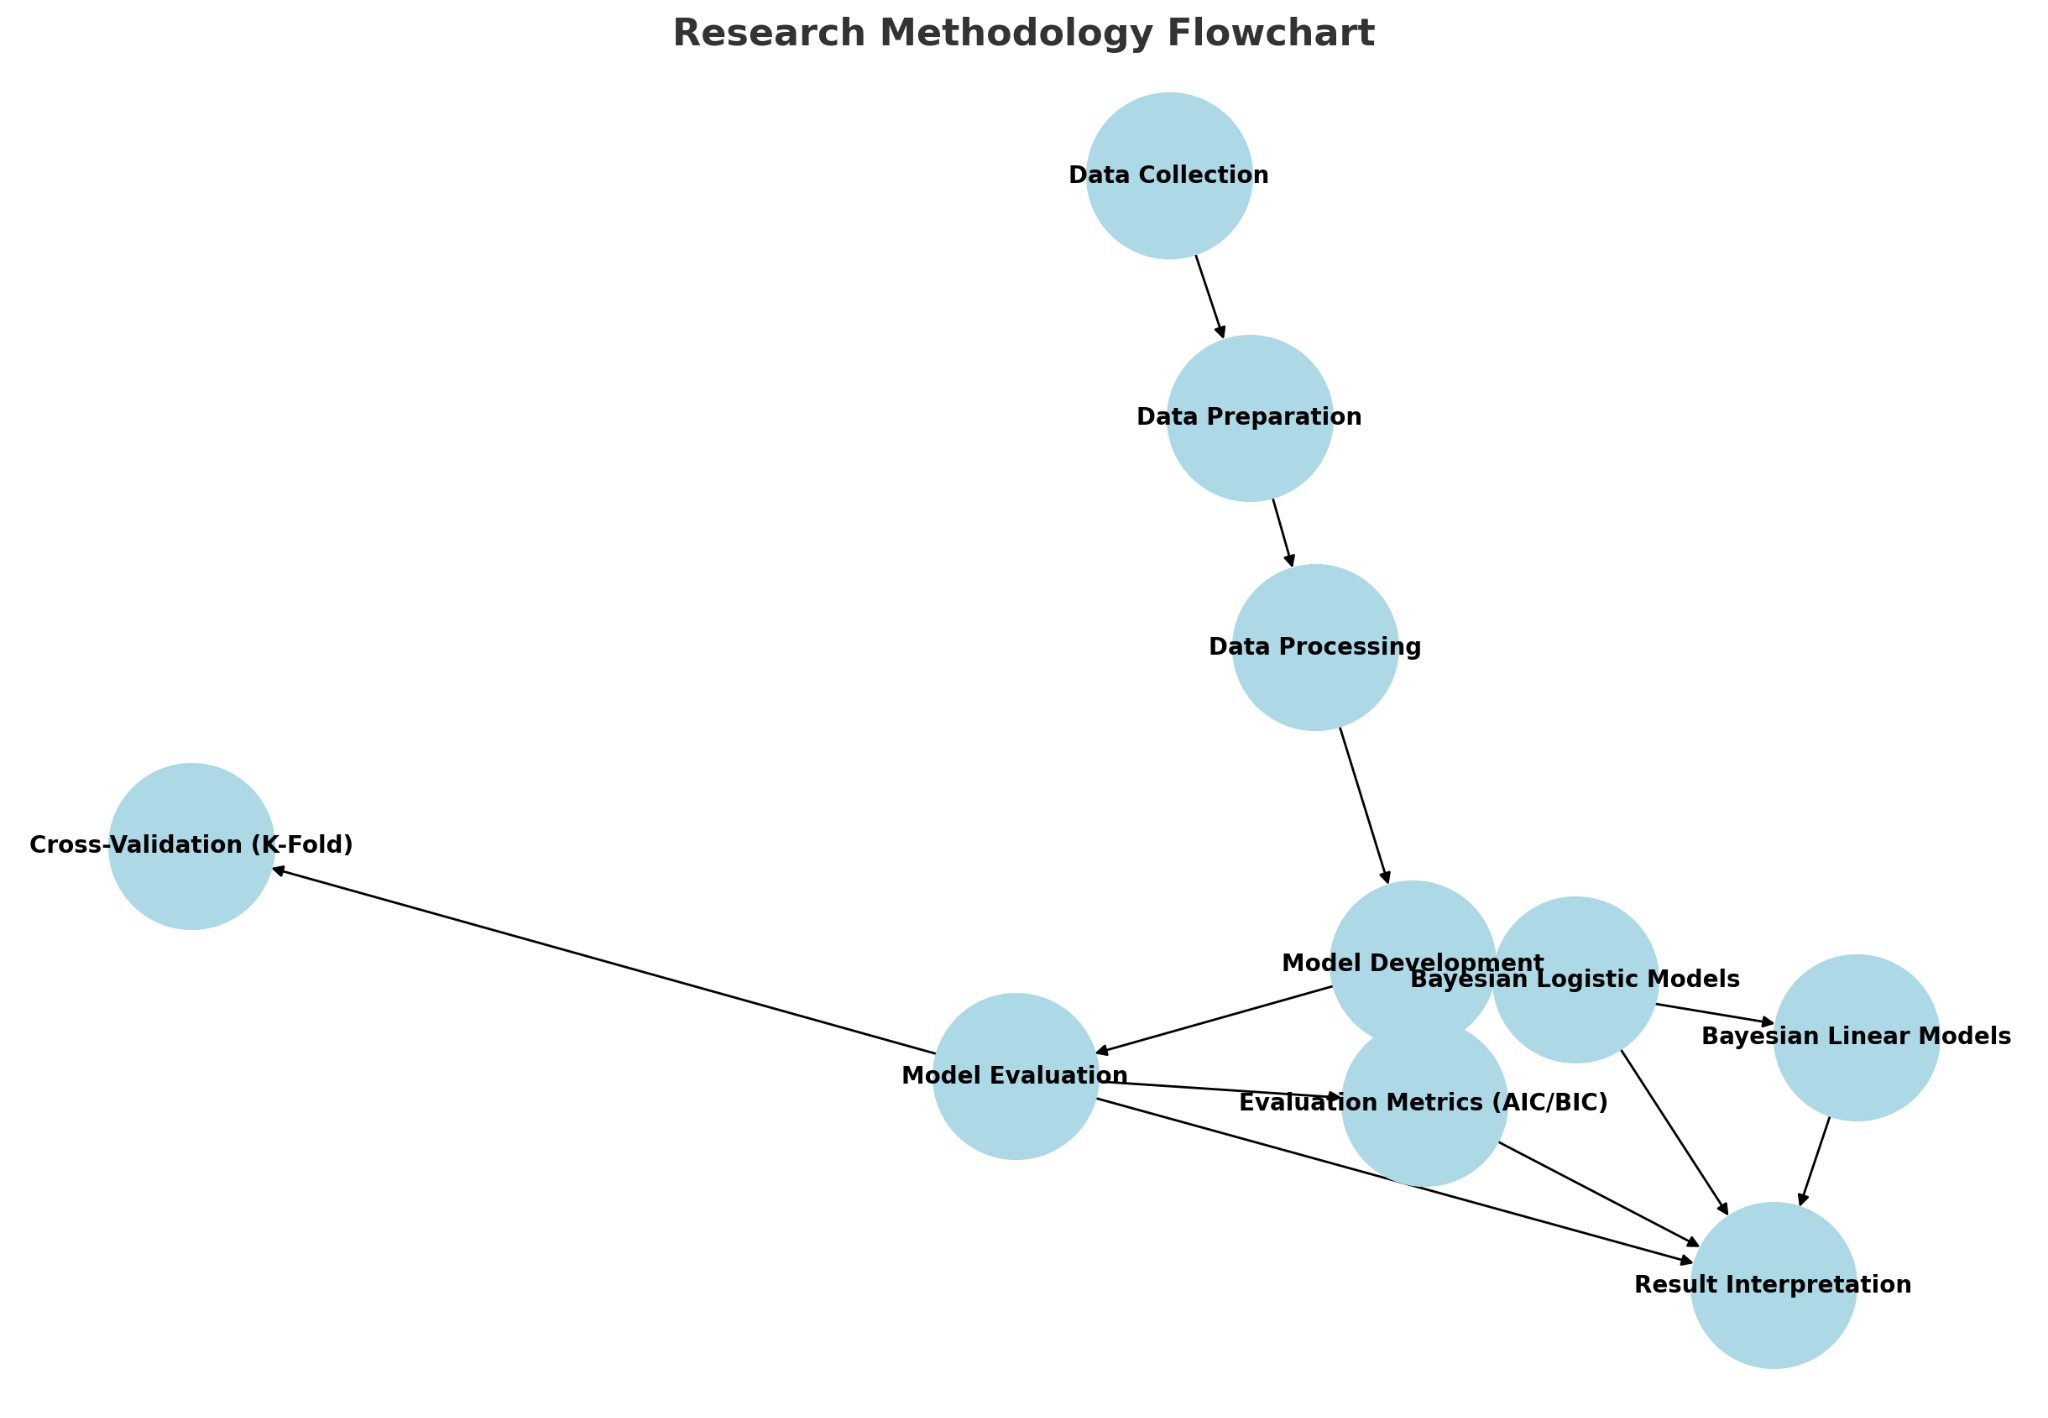 Research Methodology Flowchart
Data Collection
Data Preparation
Data Processing
Cross-Validation (K-Fold)
Model Development
Bayesian Logistic Models
Bayesian Linear Models
Model Evaluation
Evaluation Metrics (AIC/BIC)
Result Interpretation